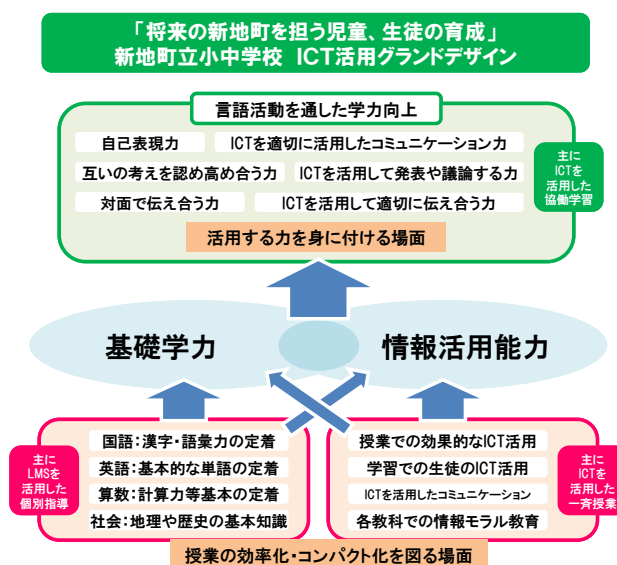 「将来の新地町を担う児童、生徒の育成」
新地町立小中学校 ICT活用グランドデザイン
言語活動を通した学力向上
自己表現力
ICTを適切に活用したコミュニケーション力
互いの考えを認め高め合う力
ICTを活用して発表や議論する力
対面で伝え合う力
ICTを活用して適切に伝え合う力
活用する力を身に付ける場面
主に
ICTを
活用した
協働学習
基礎学力
情報活用能力
主に
LMSを
活用した
個別指導
国語：漢字・語彙力の定着
英語：基本的な単語の定着
算数：計算力等基本の定着
社会：地理や歴史の基本知識
授業での効果的なICT活用
学習での生徒のICT活用
ICTを活用したコミュニケーション
各教科での情報モラル教育
主に
ICTを
活用した
一斉授業
授業の効率化・コンパクト化を図る場面